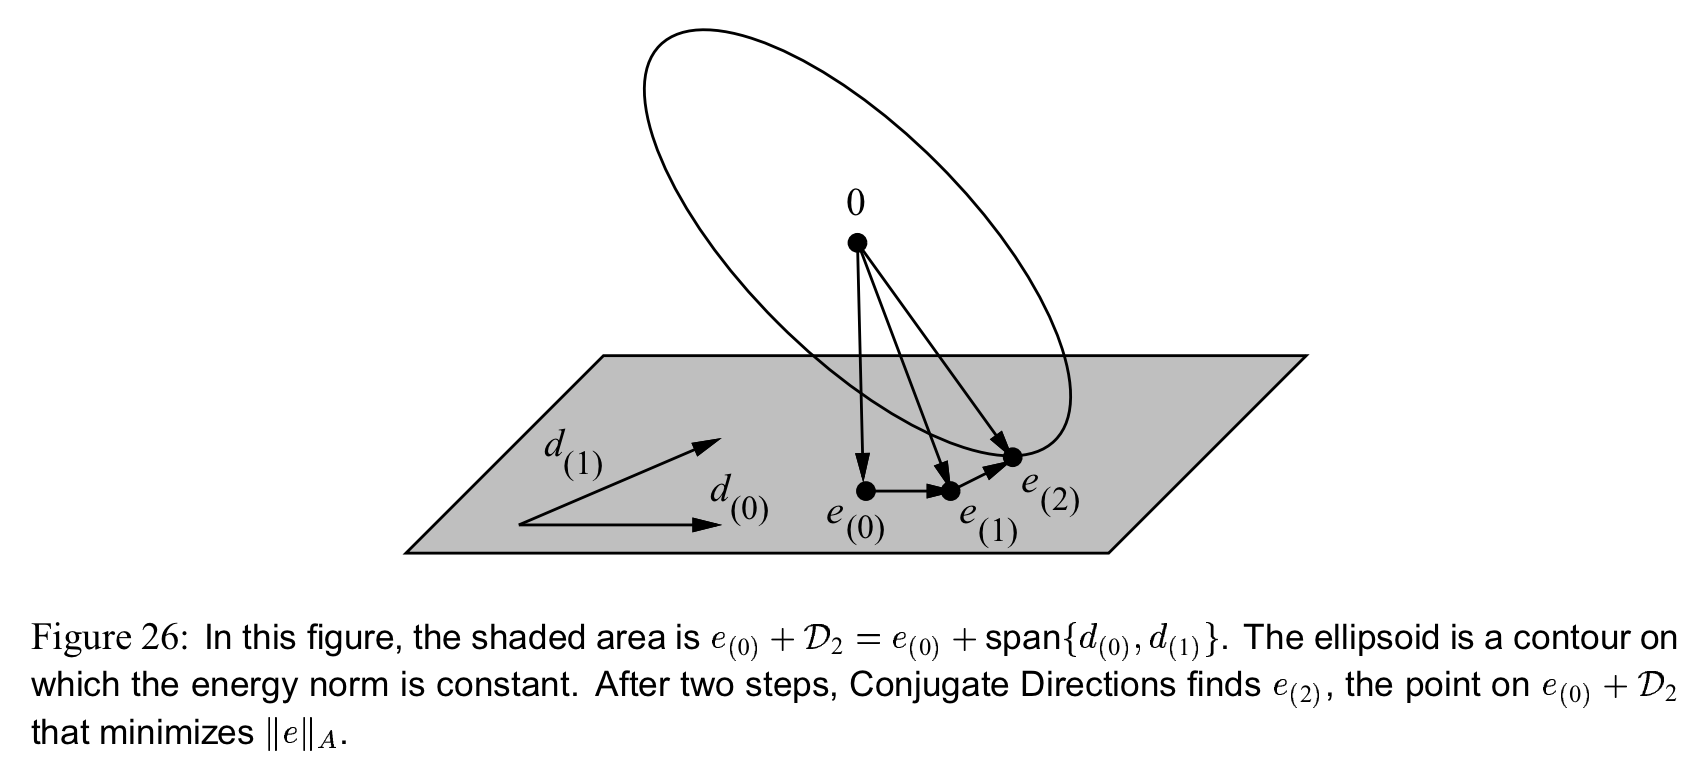 0
d(1)
d(0)
e(2)
e(0)
e(1)
Figure 26: In this figure, the shaded area is e(0) + 𝒟2 = e(0) + span{d(0), d(1)}. The ellipsoid is a contour on
which the energy norm is constant. After two steps, Conjugate Directions finds e(2), the point on e(0) + 𝒟2
that minimizes ‖e‖A.